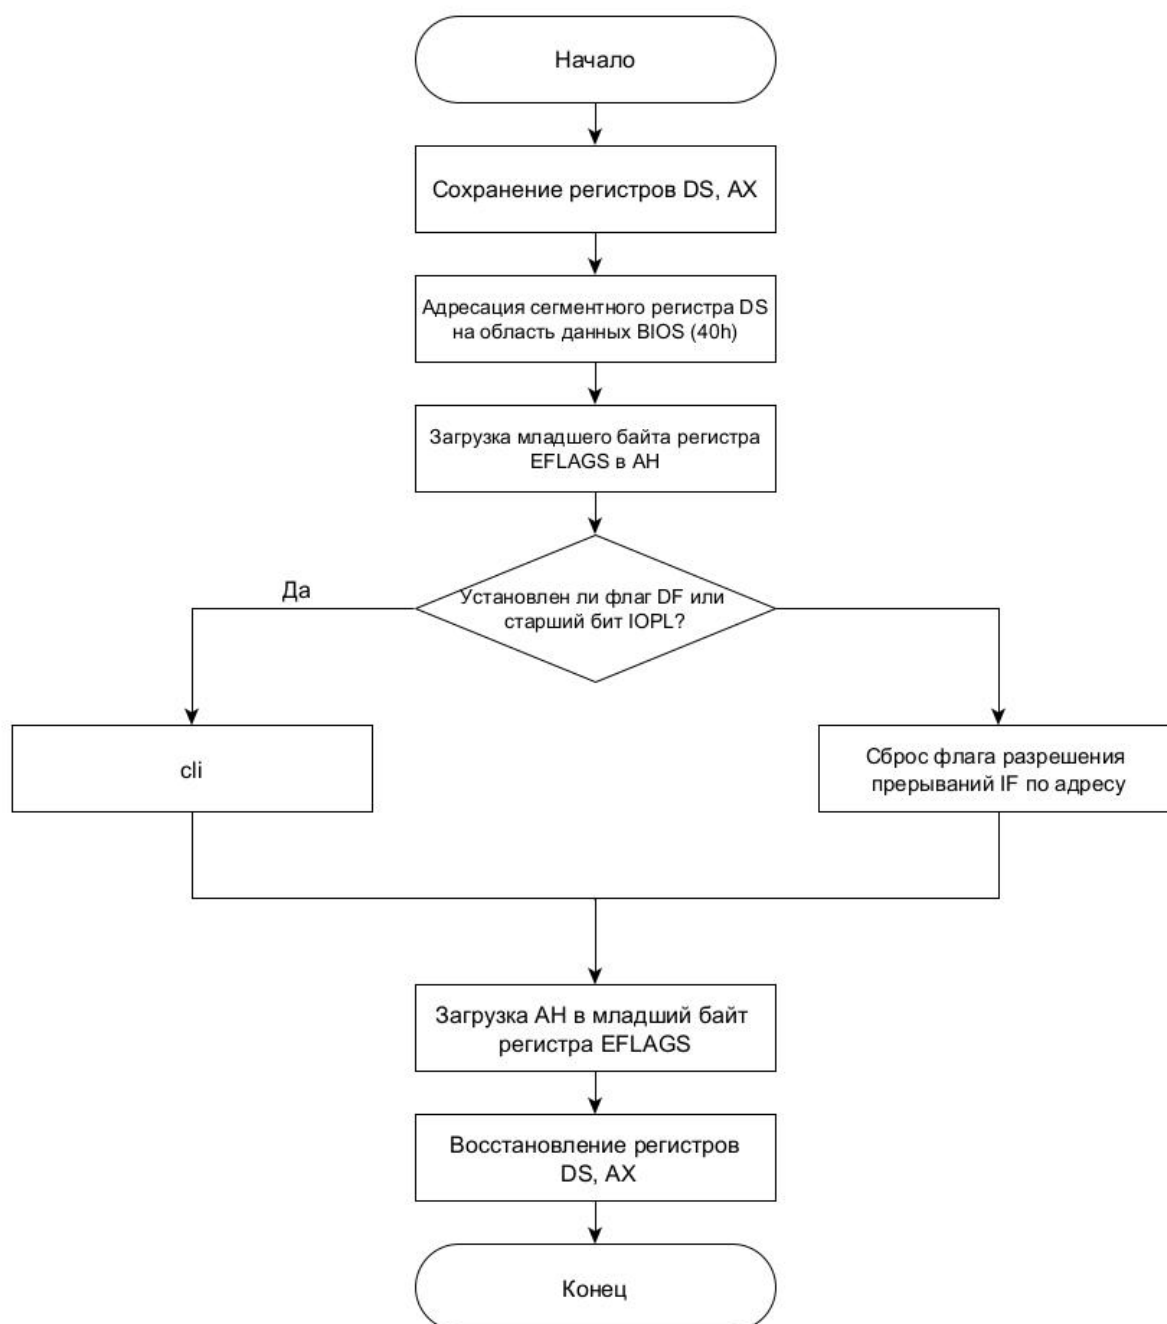 Начало
Сохранение регистров DS, AX
Адресация сегментного регистра DS
на область данных BIOS (40h)
Загрузка младшего байта регистра
EFLAGS в AH
Да
Установлен ли флаг DF или
старший бит IOPL?
cli
Сброс флага разрешения
прерываний IF по адресу
Загрузка AH в младший байт
регистра EFLAGS
Восстановление регистров
DS, AX
Конец